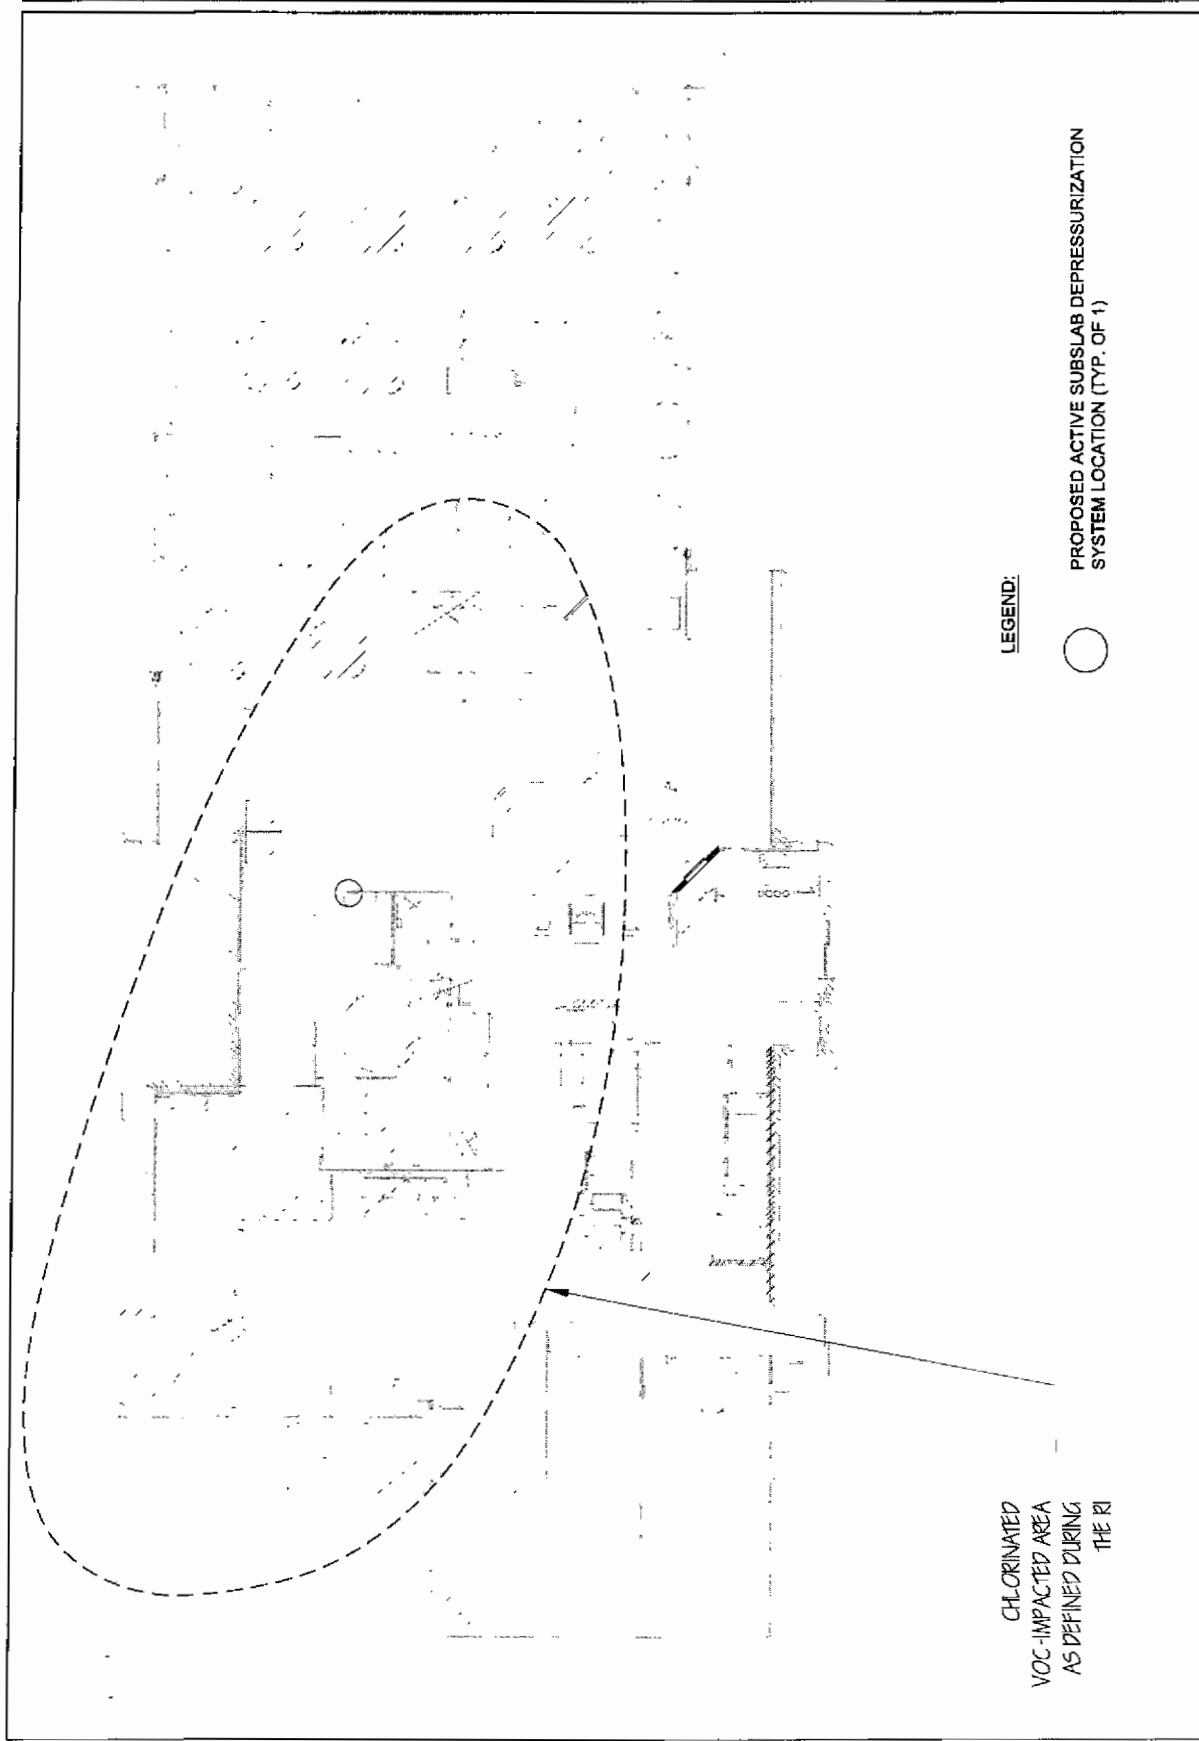 CHLORINATED
VOC-IMPACTED AREA
AS DEFINED DURING
THE RI
LEGEND:
PROPOSED ACTIVE SUBSLAB DEPRESSURIZATION
SYSTEM LOCATION (TYP. OF 1)